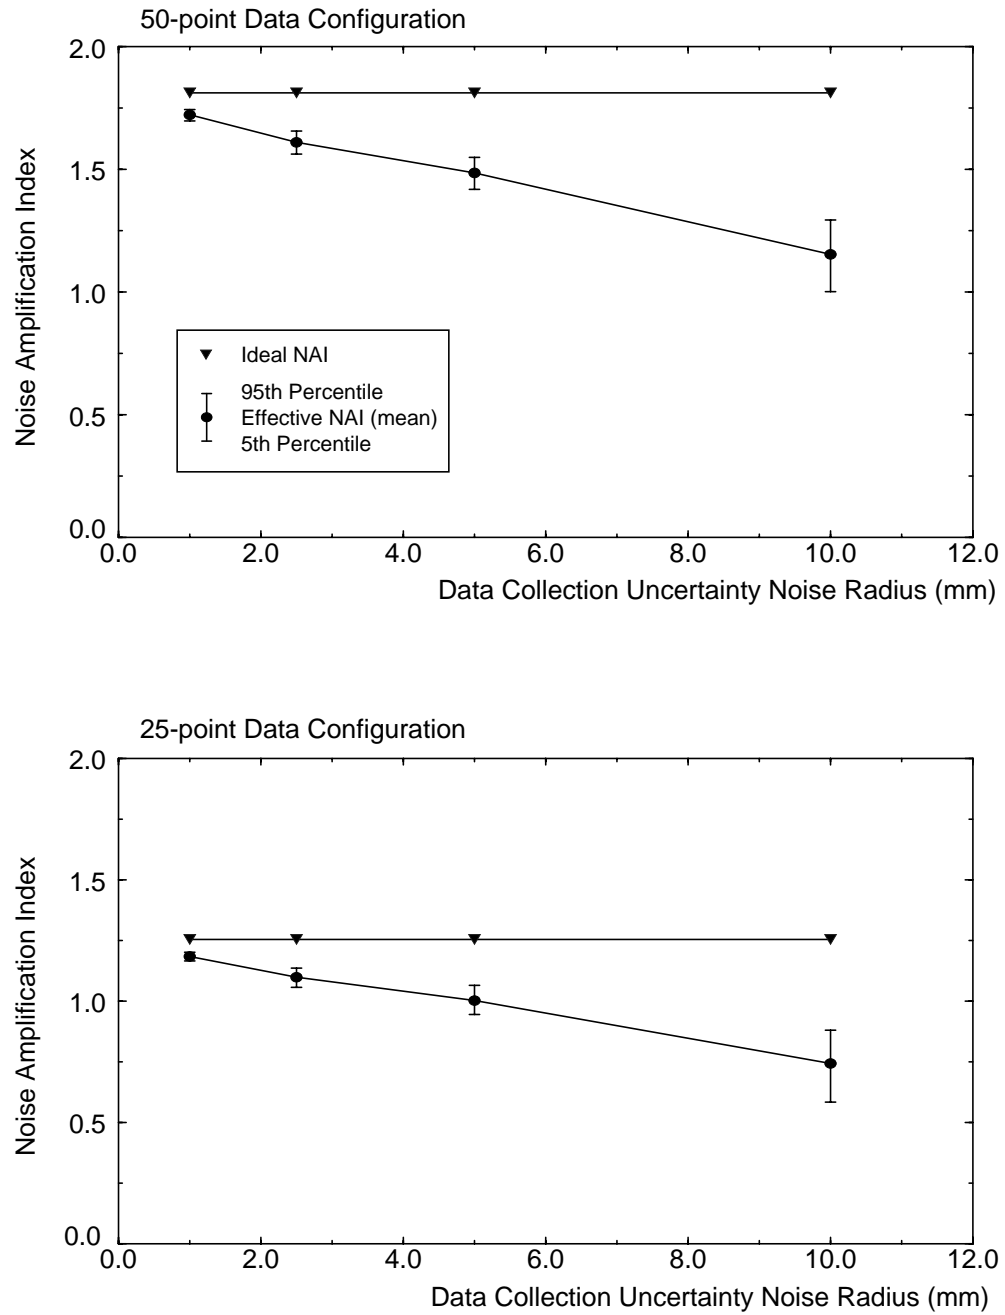 50-point Data Configuration
2.0
1.5
1.0
0.5
0.0
Noise Amplification Index
Ideal NAI
95th Percentile
Effective NAI (mean)
5th Percentile
0.0 2.0 4.0 6.0 8.0 10.0 12.0
Data Collection Uncertainty Noise Radius (mm)
25-point Data Configuration
2.0
1.5
1.0
0.5
0.0
Noise Amplification Index
0.0 2.0 4.0 6.0 8.0 10.0 12.0
Data Collection Uncertainty Noise Radius (mm)